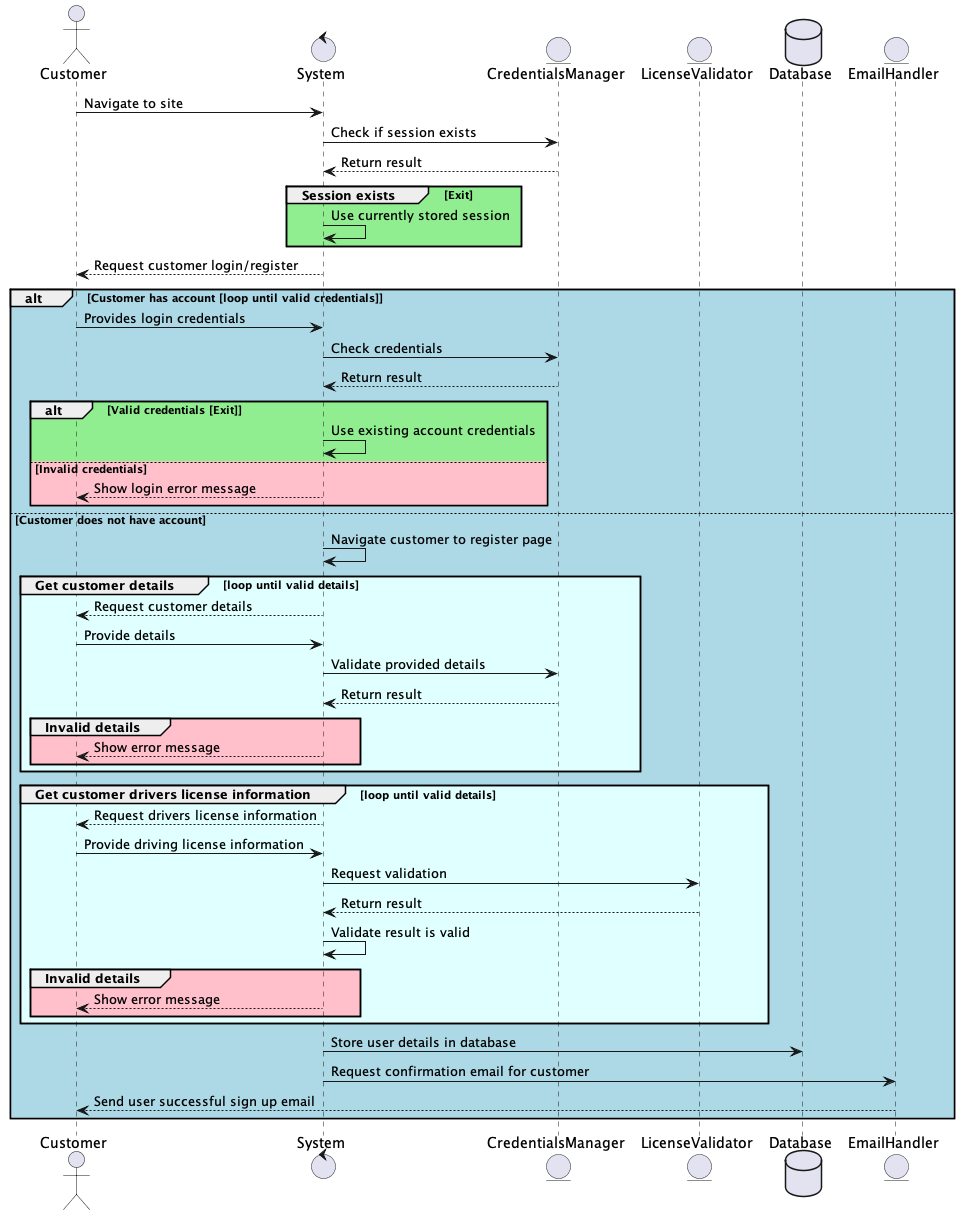 Customer System CredentialsManager LicenseValidator Database EmailHandler
Navigate to site
Check if session exists
Return result
Session exists [Exit]
Use currently stored session
Request customer login/register
alt [Customer has account [loop until valid credentials]]
Provides login credentials
Check credentials
Return result
alt [Valid credentials [Exit]]
Use existing account credentials
[Invalid credentials]
Show login error message
[Customer does not have account]
Navigate customer to register page
Get customer details [loop until valid details]
Request customer details
Provide details
Validate provided details
Return result
Invalid details
Show error message
Get customer drivers license information [loop until valid details]
Request drivers license information
Provide driving license information
Request validation
Return result
Validate result is valid
Invalid details
Show error message
Store user details in database
Request confirmation email for customer
Send user successful sign up email
Customer System CredentialsManager LicenseValidator Database EmailHandler